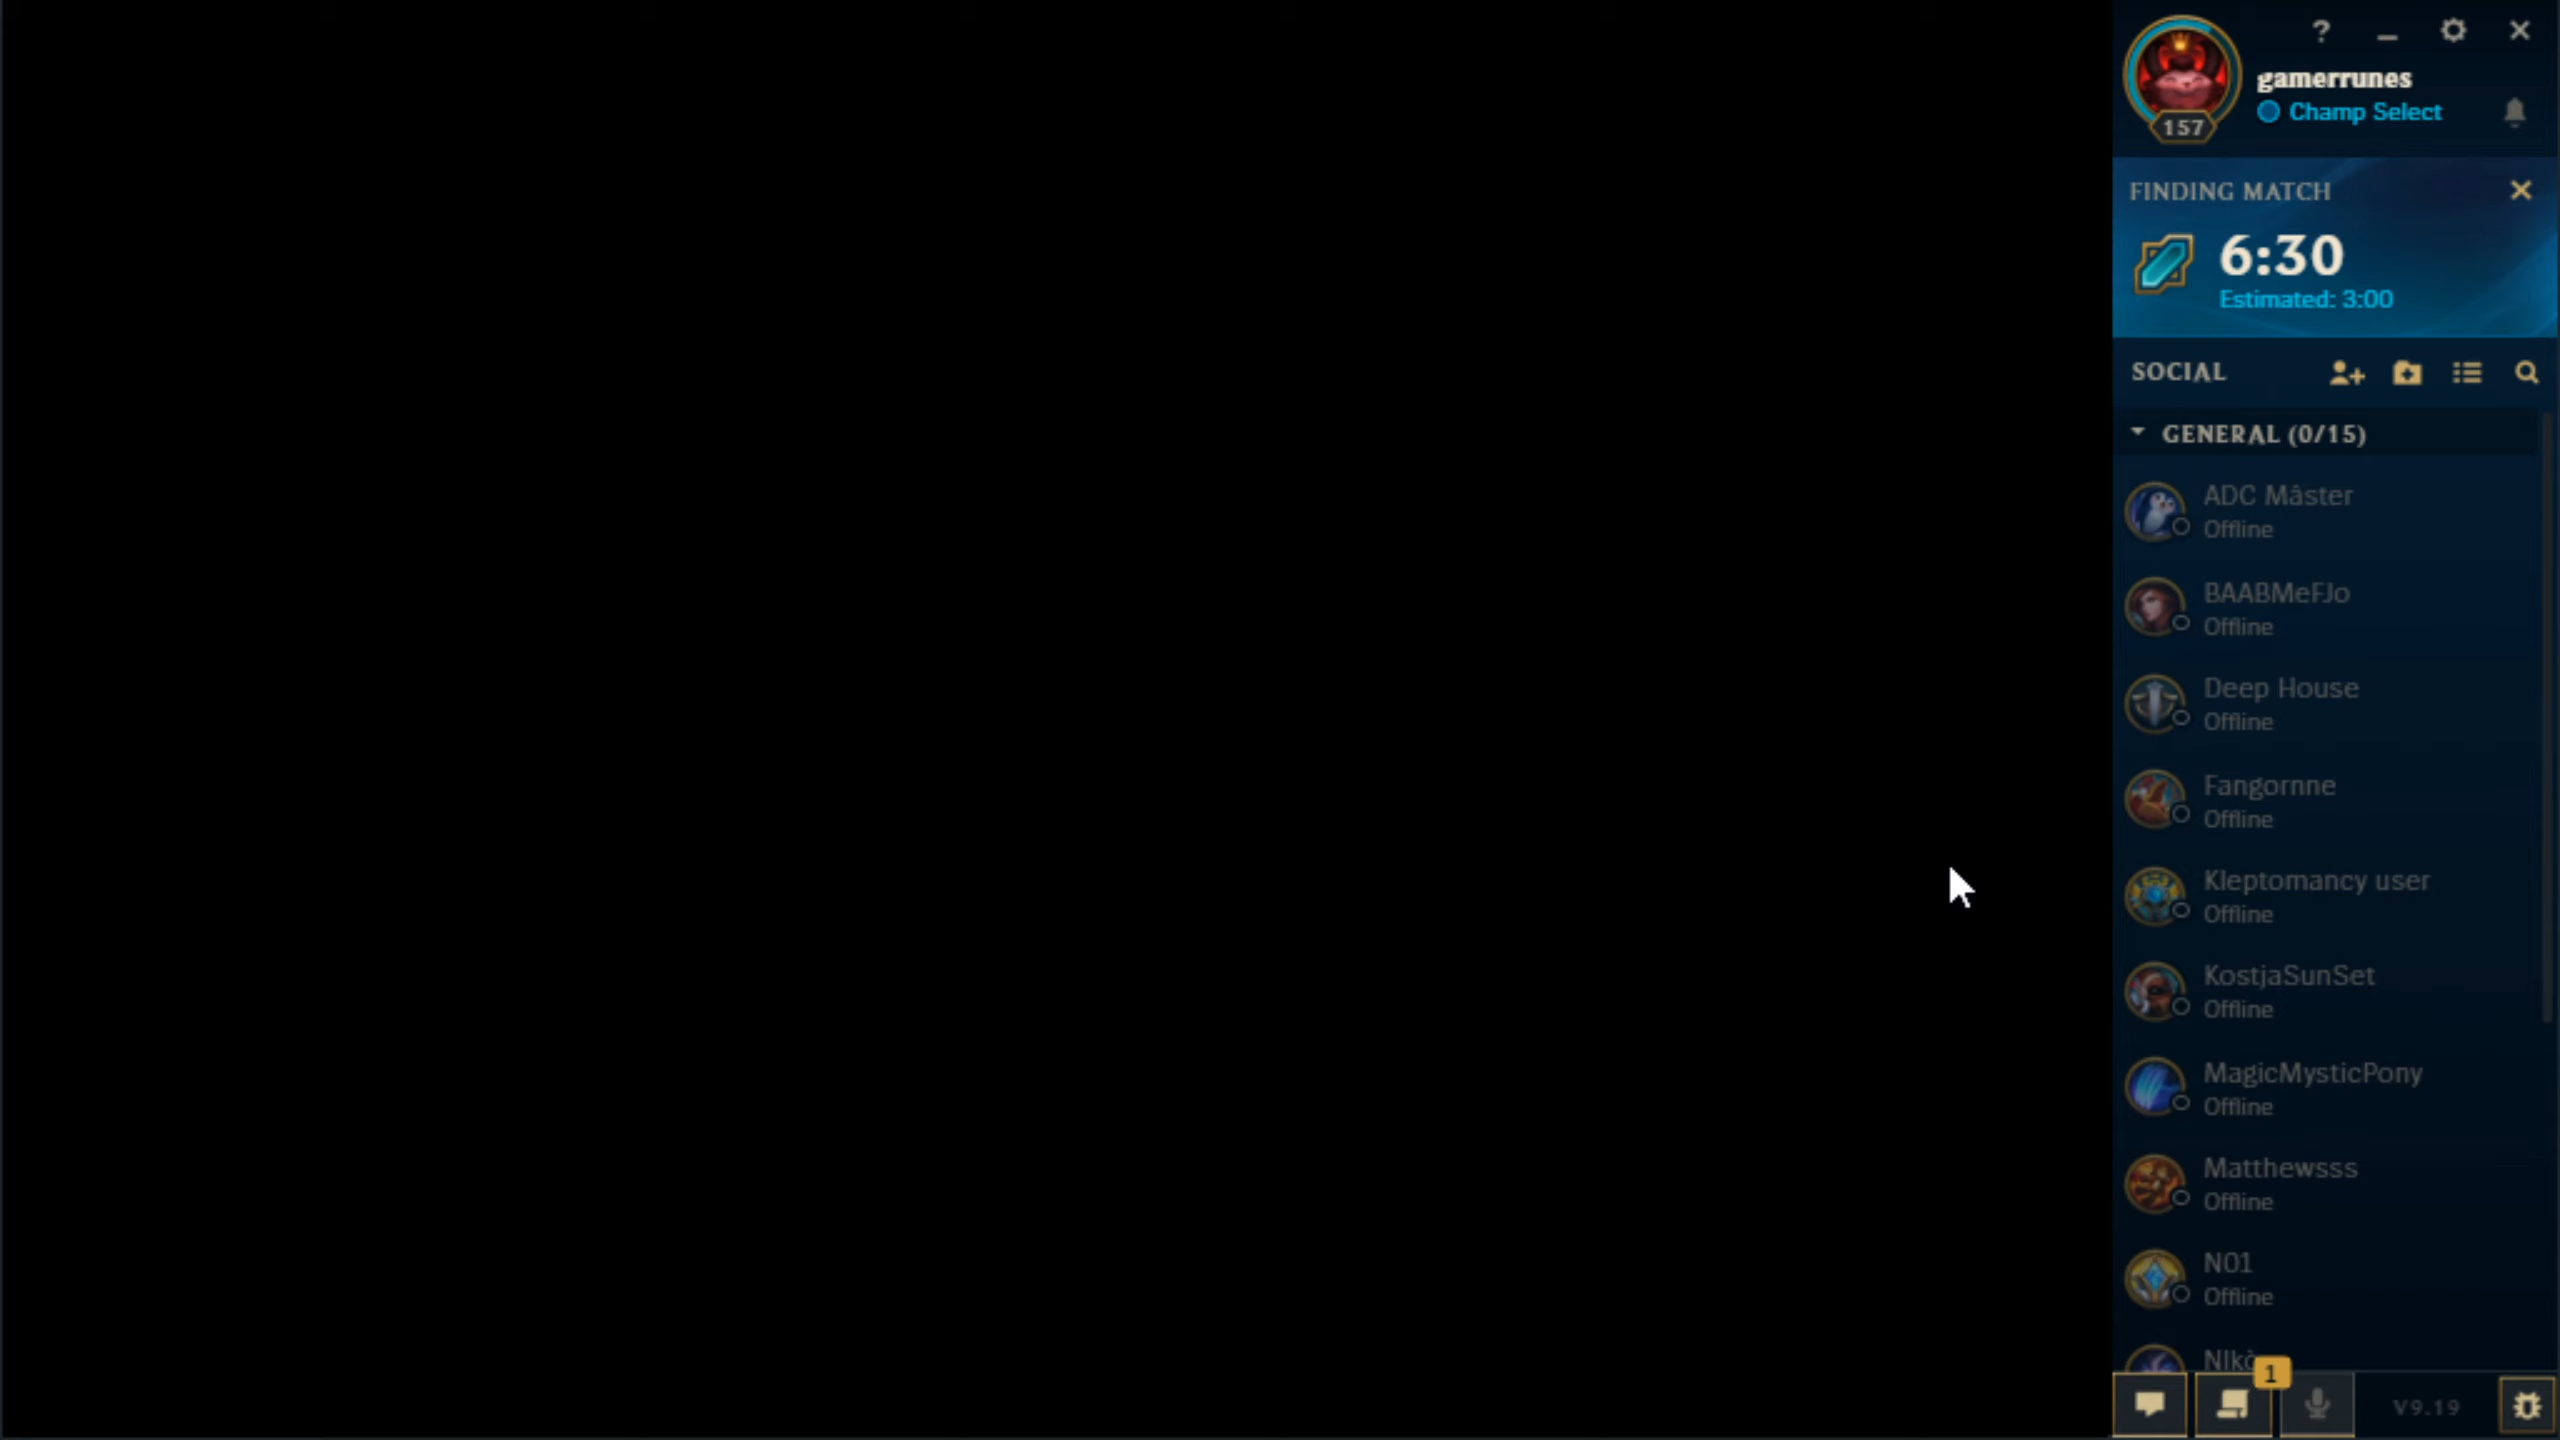 ?
gamerrunes
Champ Select
157
FINDING MATCH
6:30
Estimated: 3:00
SOCIAL
GENERAL (0/15)
ADC Mâster
Offline
BAABMeFJo
Offline
Deep House
Offline
Fangornne
Offline
Kleptomancy user
Offline
KostjaSunSet
Offline
MagicMysticPony
Offline
Matthewsss
Offline
N01
Offline
1
V9.19